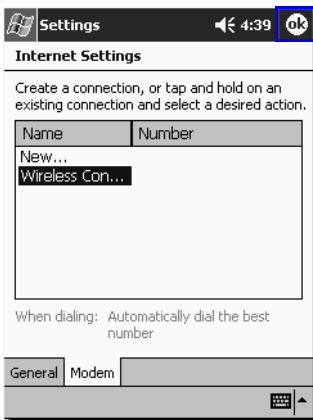 Settings 4:39 ok
Internet Settings
Create a connection, or tap and hold on an
existing connection and select a desired action.
Name Number
New...
Wireless Con...
When dialing: Automatically dial the best
number
General Modem